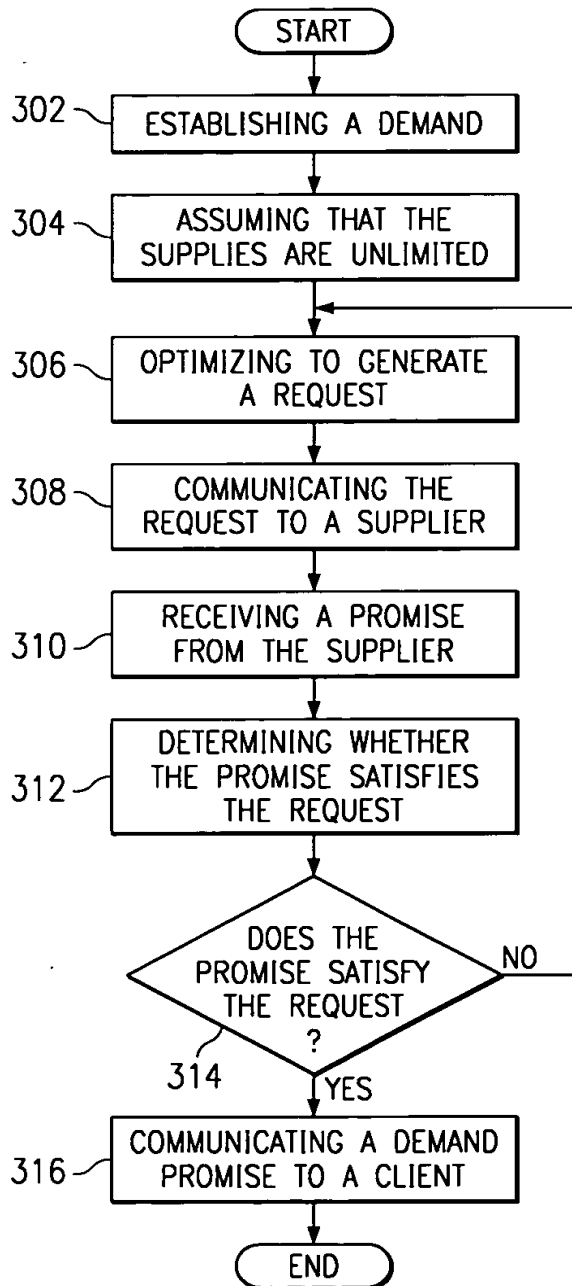 START
302
ESTABLISHING A DEMAND
304
ASSUMING THAT THE
SUPPLIES ARE UNLIMITED
306
OPTIMIZING TO GENERATE
A REQUEST
308
COMMUNICATING THE
REQUEST TO A SUPPLIER
310
RECEIVING A PROMISE
FROM THE SUPPLIER
312
DETERMINING WHETHER
THE PROMISE SATISFIES
THE REQUEST
DOES THE
PROMISE SATISFY
THE REQUEST
?
NO
314
YES
316
COMMUNICATING A DEMAND
PROMISE TO A CLIENT
END